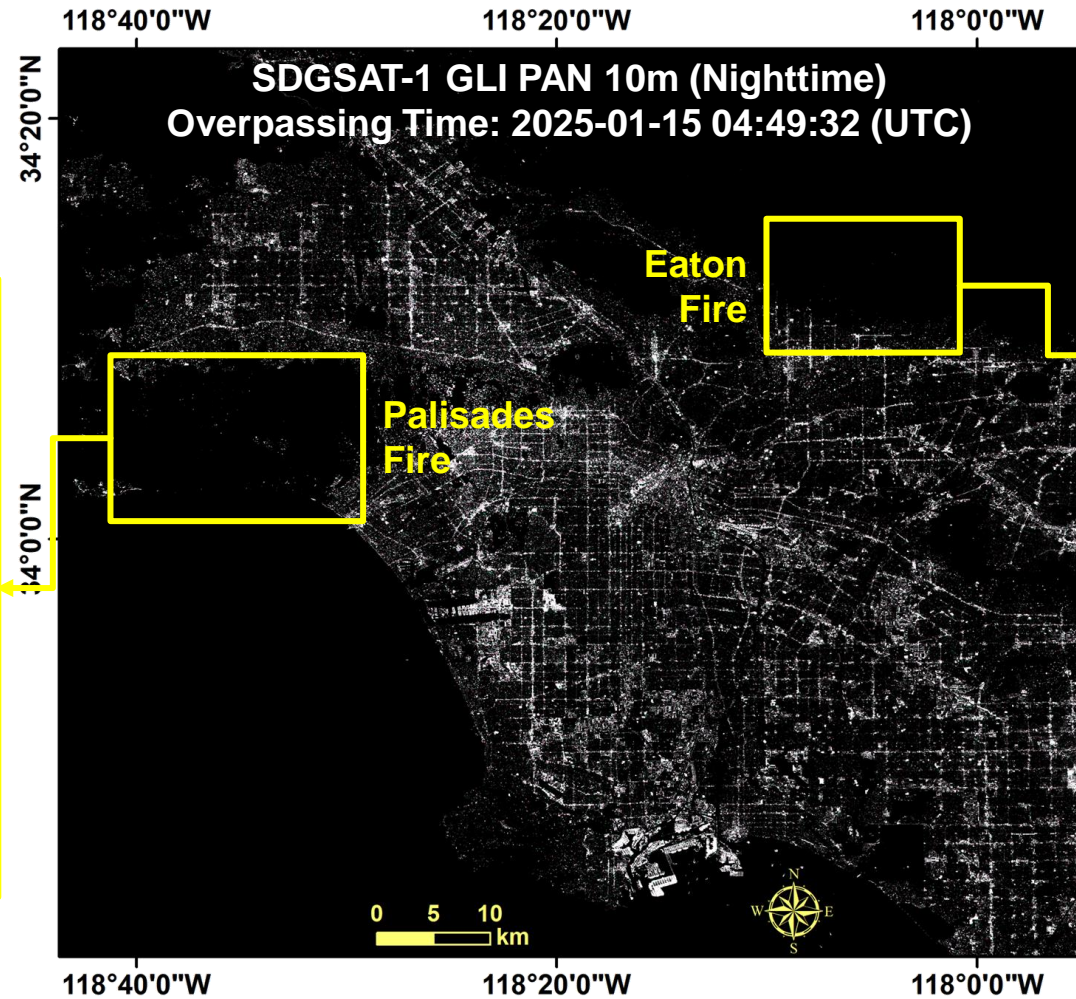 118°40'0"W 118°20'0"W 118°0'0"W
SDGSAT-1 GLI PAN 10m (Nighttime)
Overpassing Time: 2025-01-15 04:49:32 (UTC)
34°20'0"N
Eaton
Fire
Palisades
Fire
34°0'0"N
N
W E
S
0 5 10
km
118°40'0"W 118°20'0"W 118°0'0"W